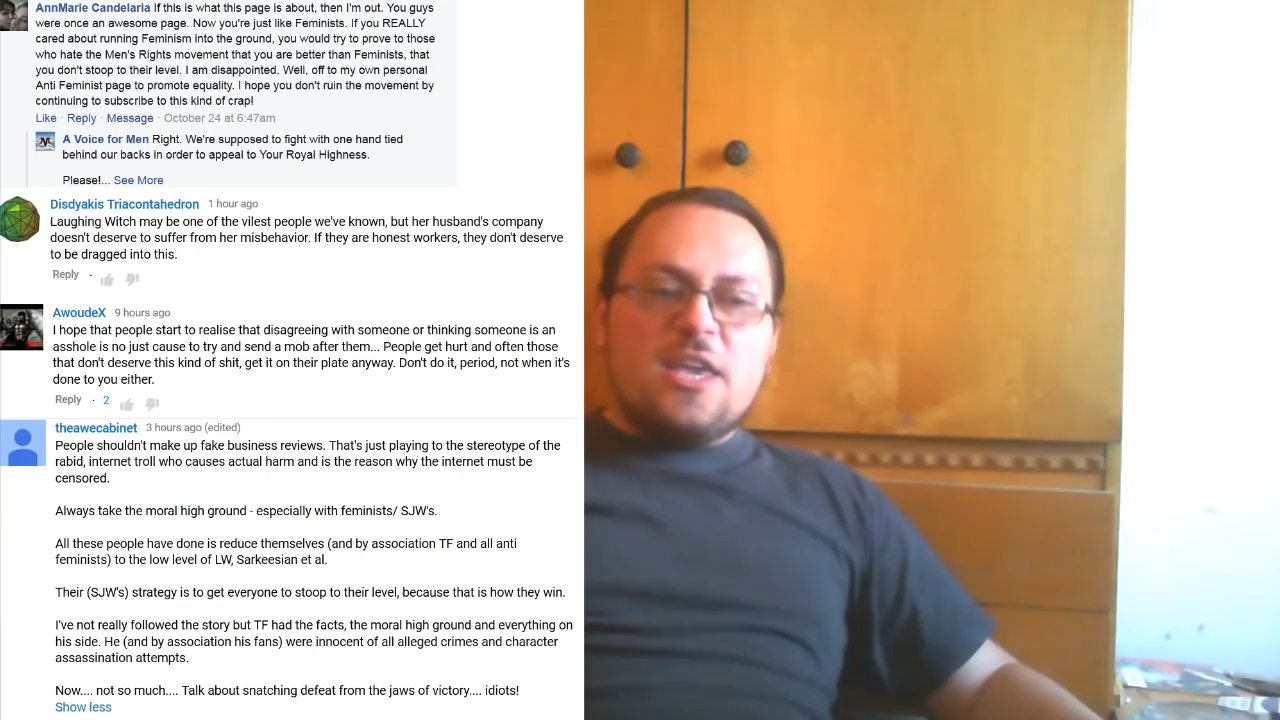 AnnMarie Candelaria If this is what this page is about, then I'm out. You guys
were once an awesome page. Now you're just like Feminists. If you REALLY
cared about running Feminism into the ground, you would try to prove to those
who hate the Men's Rights movement that you are better than Feminists, that
you don't stoop to their level. I am disappointed. Well, off to my own personal
Anti Feminist page to promote equality. I hope you don't ruin the movement by
continuing to subscribe to this kind of crap!
Like · Reply · Message · October 24 at 6:47am
A Voice for Men Right. We're supposed to fight with one hand tied
behind our backs in order to appeal to Your Royal Highness.
Please!... See More
Disdyakis Triacontahedron 1 hour ago
Laughing Witch may be one of the vilest people we've known, but her husband's company
doesn't deserve to suffer from her misbehavior. If they are honest workers, they don't deserve
to be dragged into this.
Reply ·
AwoudeX 9 hours ago
I hope that people start to realise that disagreeing with someone or thinking someone is an
asshole is no just cause to try and send a mob after them... People get hurt and often those
that don't deserve this kind of shit, get it on their plate anyway. Don't do it, period, not when it's
done to you either.
Reply · 2
theawecabinet 3 hours ago (edited)
People shouldn't make up fake business reviews. That's just playing to the stereotype of the
rabid, internet troll who causes actual harm and is the reason why the internet must be
censored.
Always take the moral high ground - especially with feminists/ SJW's.
All these people have done is reduce themselves (and by association TF and all anti
feminists) to the low level of LW, Sarkeesian et al.
Their (SJW's) strategy is to get everyone to stoop to their level, because that is how they win.
I've not really followed the story but TF had the facts, the moral high ground and everything on
his side. He (and by association his fans) were innocent of all alleged crimes and character
assassination attempts.
Now.... not so much.... Talk about snatching defeat from the jaws of victory.... idiots!
Show less